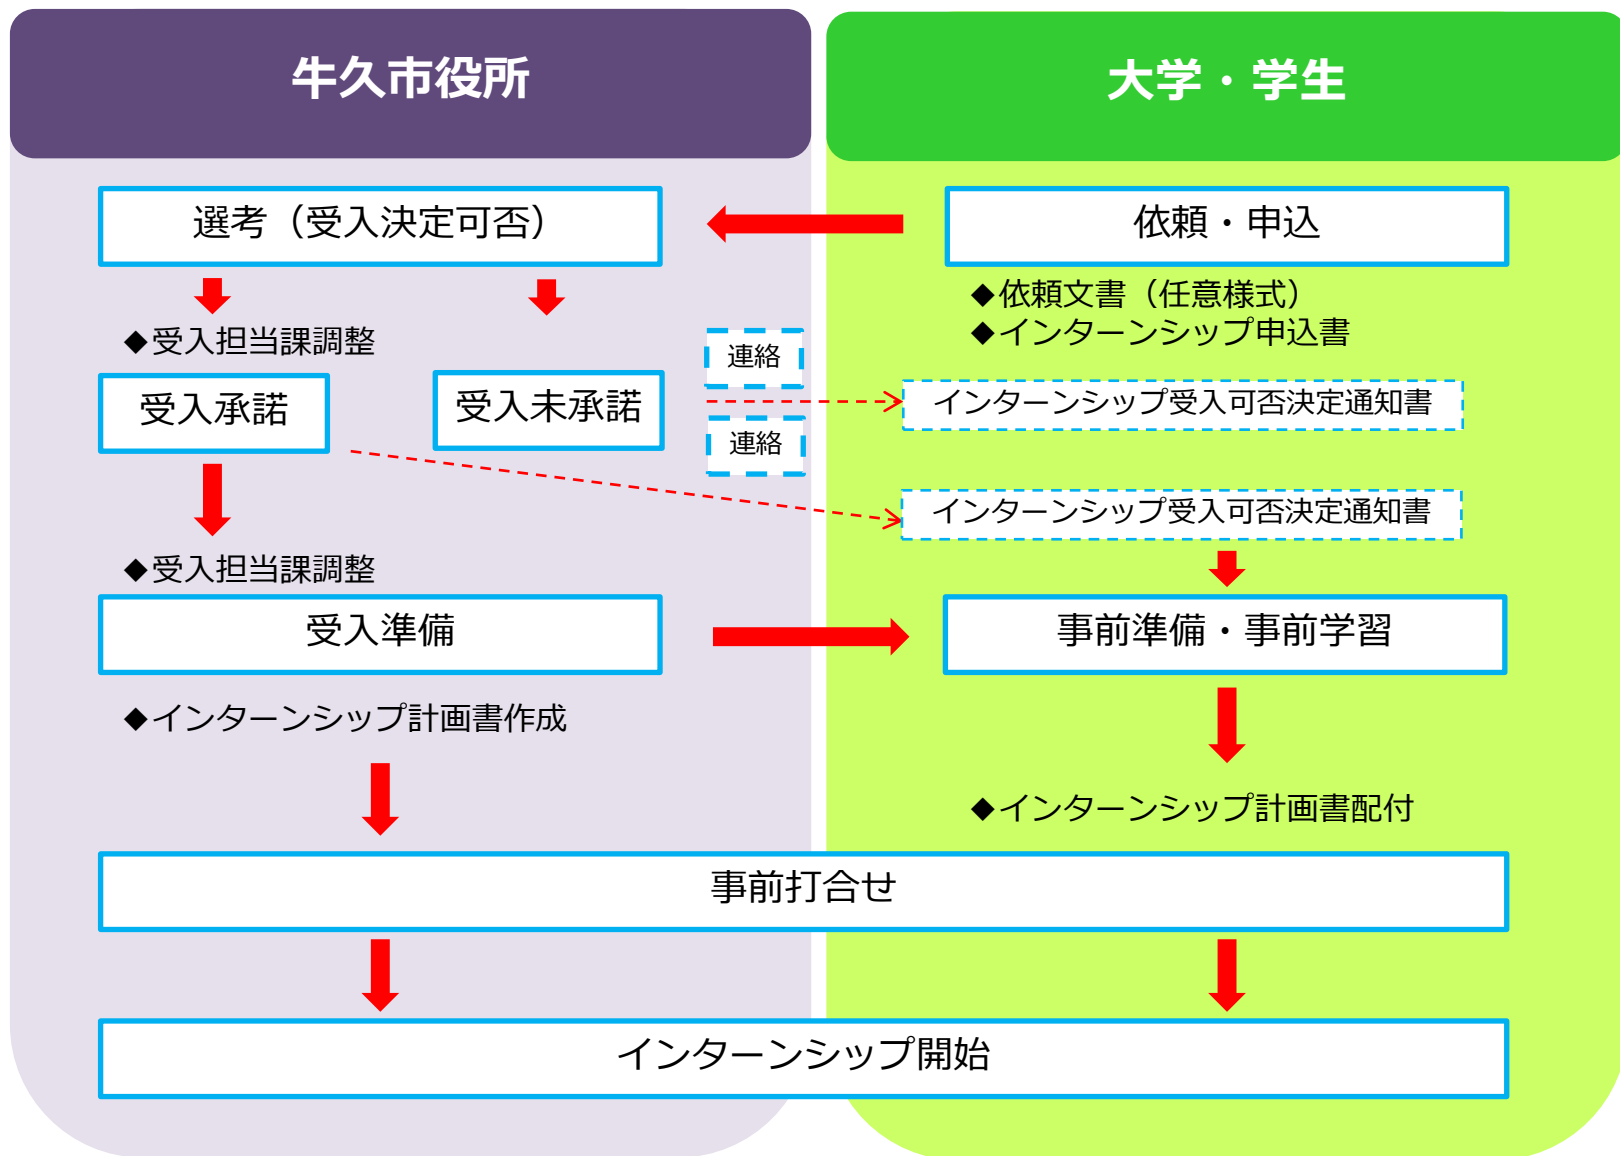 牛久市役所
大学・学生
選考（受入決定可否）
依頼・申込
◆依頼文書（任意様式）
◆インターンシップ申込書
◆受入担当課調整
連絡
受入承諾
受入未承諾
インターンシップ受入可否決定通知書
連絡
インターンシップ受入可否決定通知書
◆受入担当課調整
受入準備
事前準備・事前学習
◆インターンシップ計画書作成
◆インターンシップ計画書配付
事前打合せ
インターンシップ開始